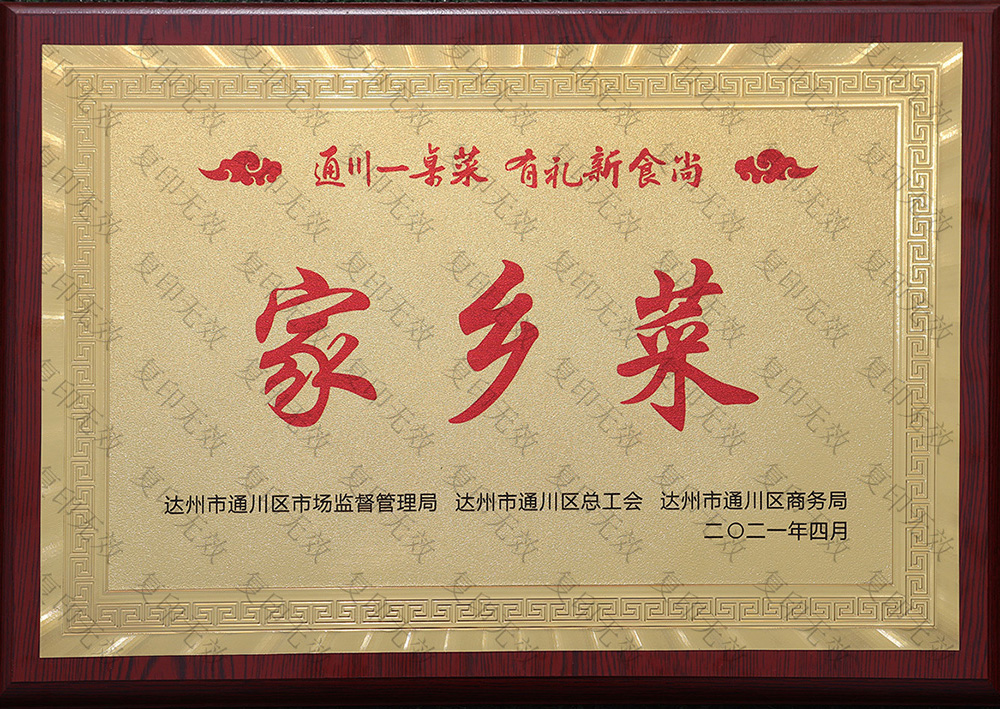 通川一桌菜 有礼新食尚
家乡菜
达州市通川区市场监督管理局 达州市通川区总工会 达州市通川区商务局
二〇二一年四月
复印无效